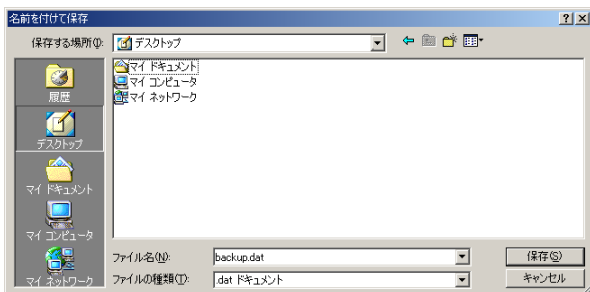 名前を付けて保存
保存する場所(I):
デスクトップ
履歴
デスクトップ
マイ ドキュメント
マイ コンピュータ
マイ ネットワーク
マイ ドキュメント
マイ コンピュータ
マイ ネットワーク
ファイル名(N):
backup.dat
保存(S)
ファイルの種類(T):
.dat ドキュメント
キャンセル